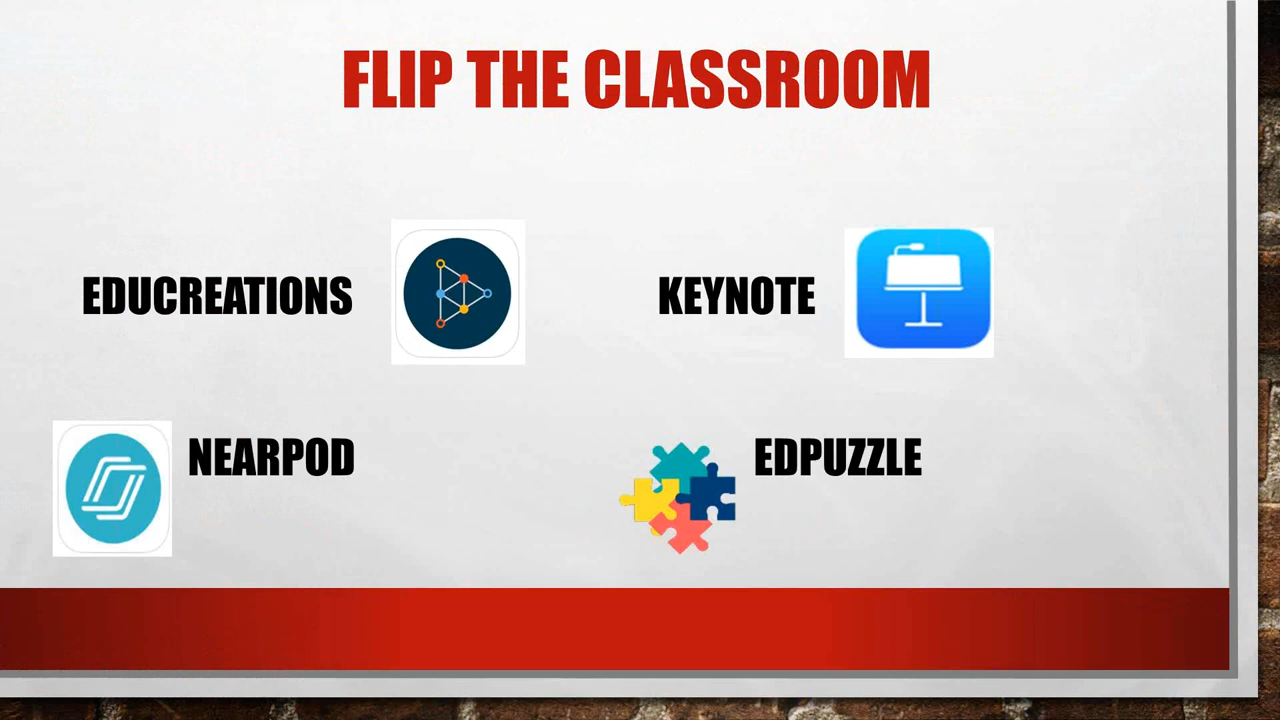 FLIP THE CLASSROOM
EDUCREATIONS
KEYNOTE
NEARPOD
EDPUZZLE